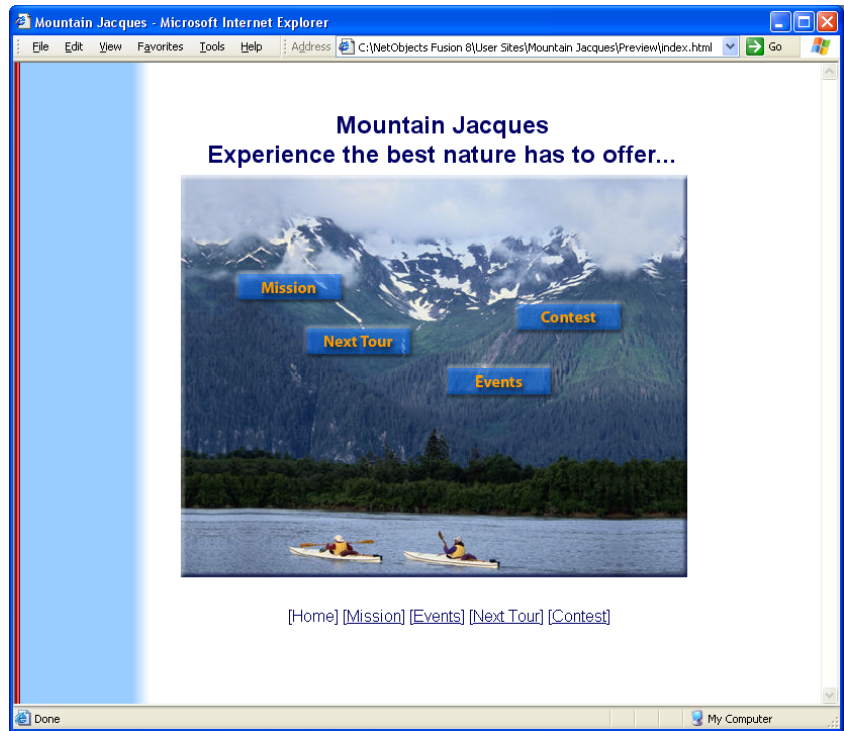 Mountain Jacques - Microsoft Internet Explorer
File Edit View Favorites Tools Help Address C:\NetObjects Fusion 8\User Sites\Mountain Jacques\Preview\index.html Go
Mountain Jacques
Experience the best nature has to offer...
Mission
Contest
Next Tour
Events
[Home] [Mission] [Events] [Next Tour] [Contest]
Done My Computer